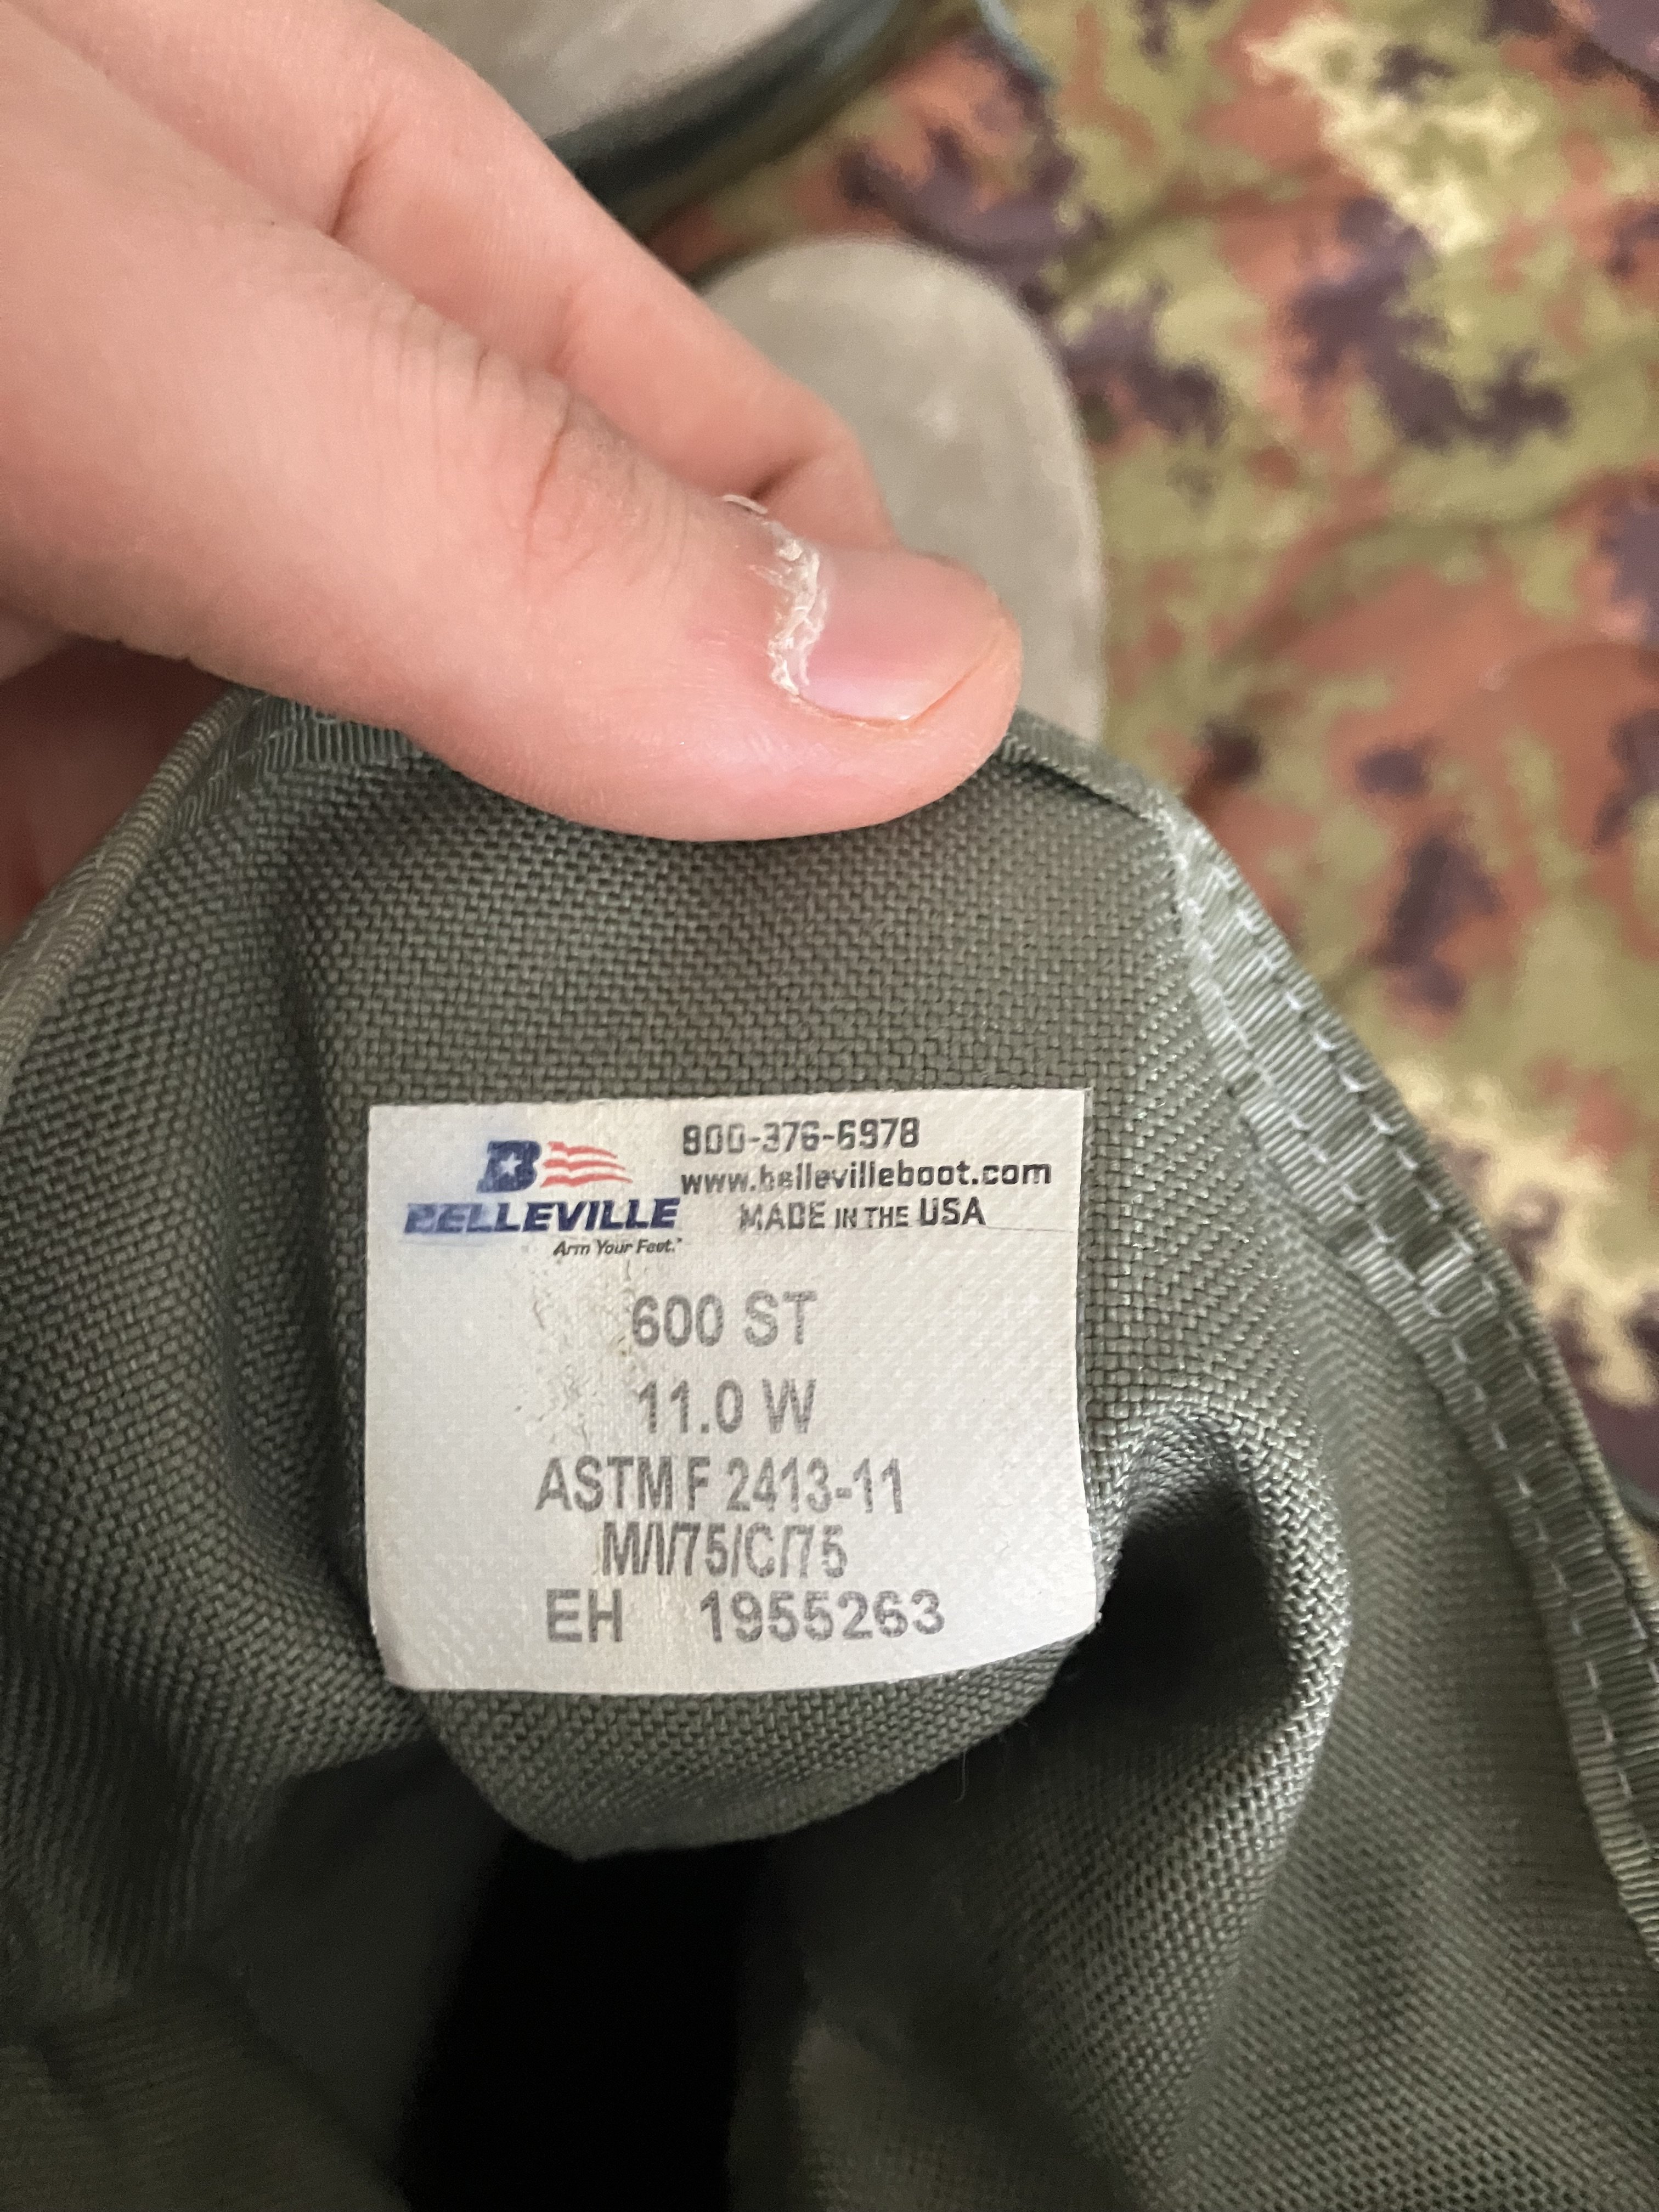 B
800-376-6978
www.bellevilleboot.com
BELLEVILLE
MADE IN THE USA
Arm Your Feet.™
600 ST
11.0 W
ASTM F 2413-11
M/I/75/C/75
EH 1955263